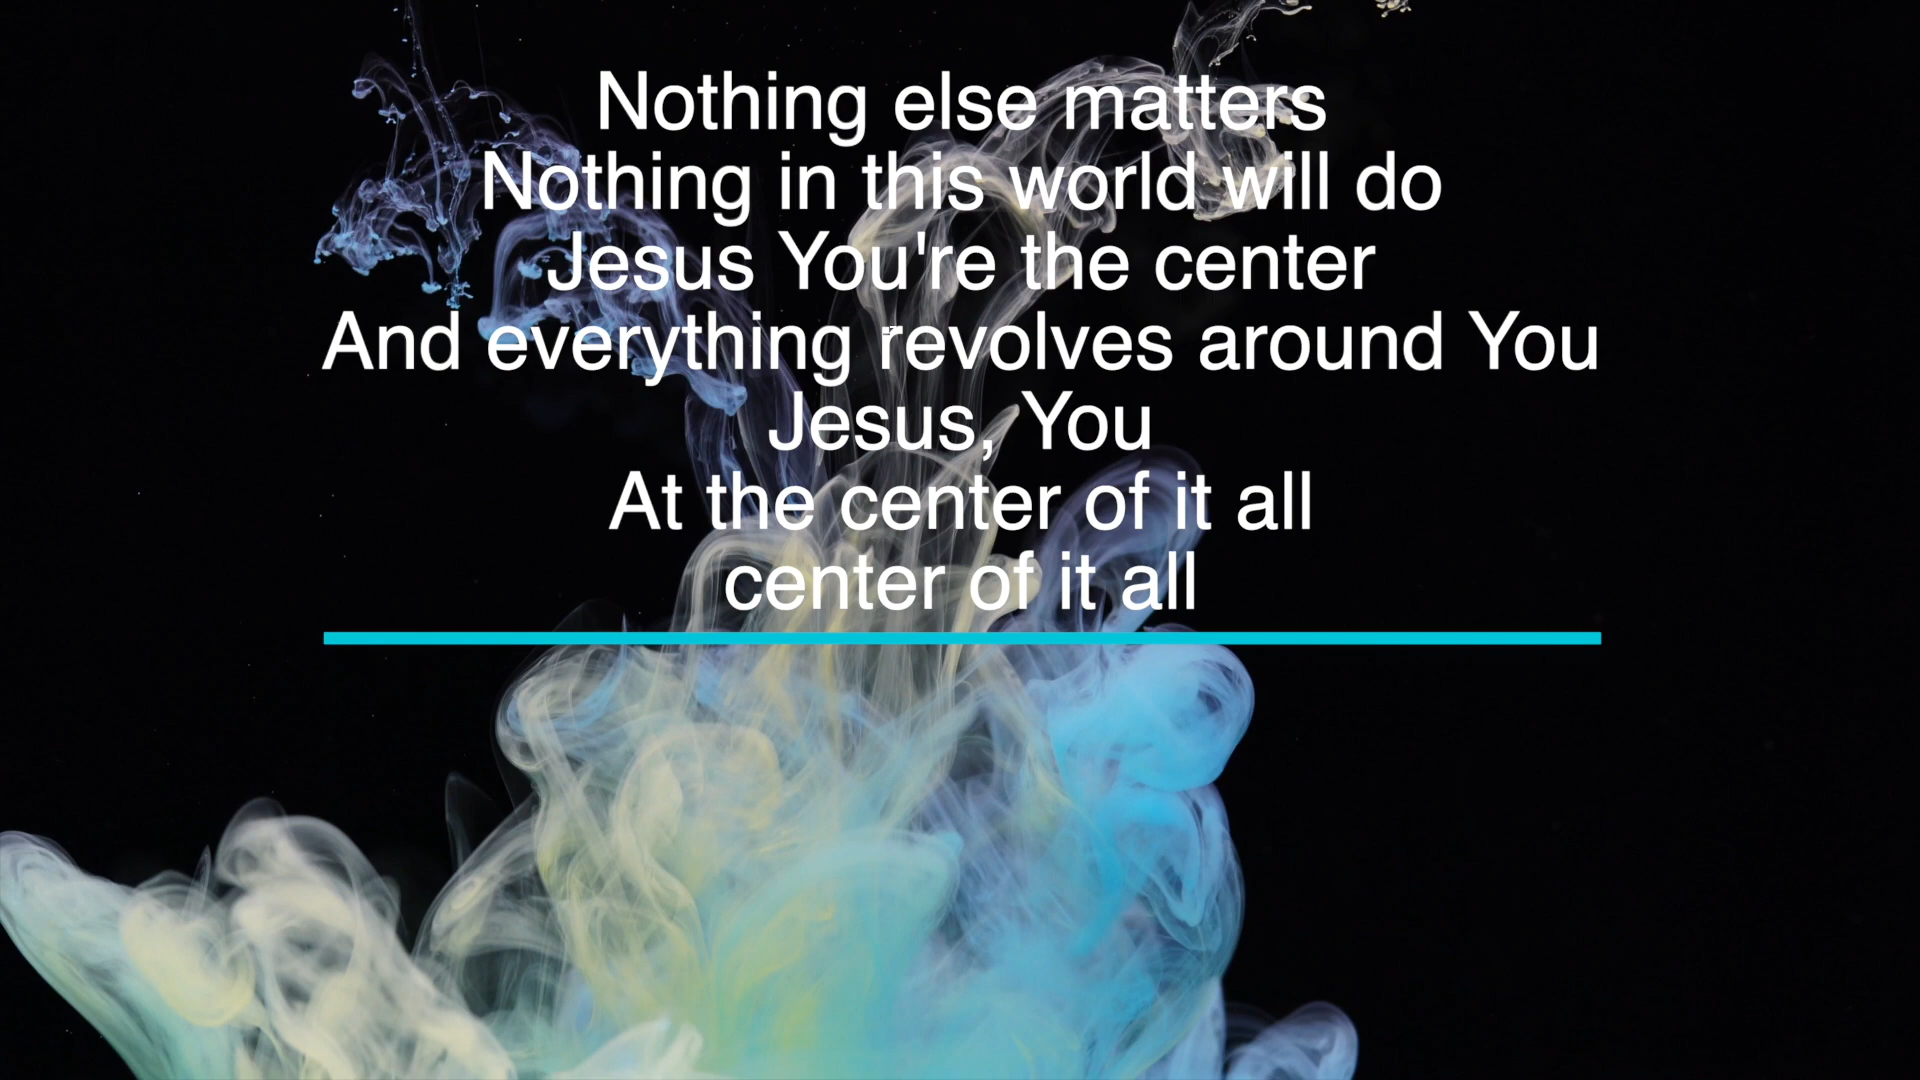 Nothing else matters
Nothing in this world will do
Jesus You're the center
And everything revolves around You
Jesus, You
At the center of it all
center of it all